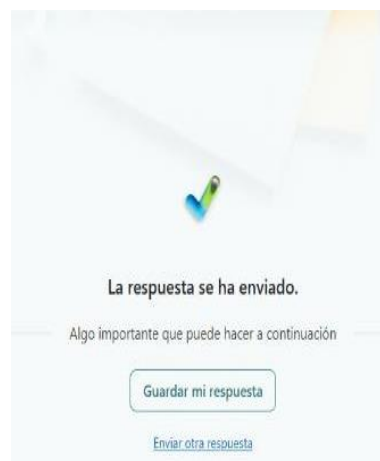 La respuesta se ha enviado.
Algo importante que puede hacer a continuación
Guardar mi respuesta
Enviar otra respuesta